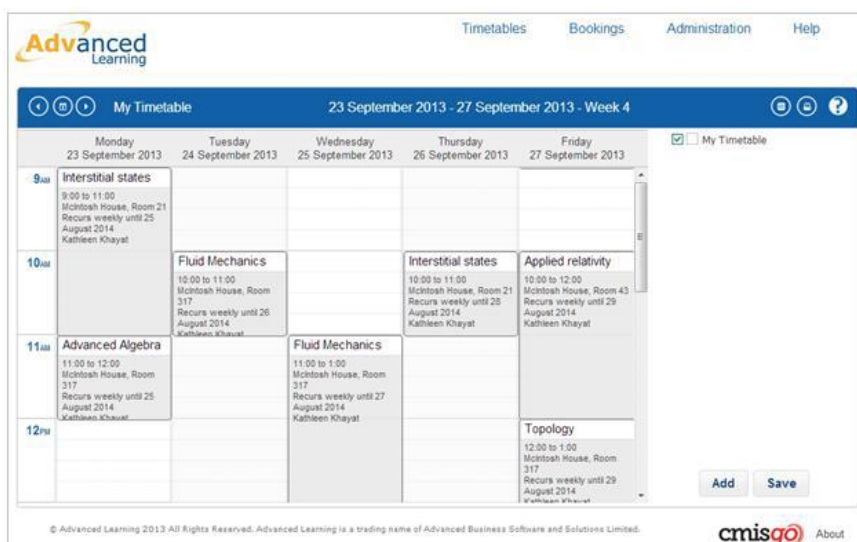 Advanced
Learning
Timetables Bookings Administration Help
My Timetable 23 September 2013 - 27 September 2013 - Week 4 ?
Monday Tuesday Wednesday Thursday Friday
23 September 2013 24 September 2013 25 September 2013 26 September 2013 27 September 2013
My Timetable
9AM
Interstitial states
9:00 to 11:00
McIntosh House, Room 21
Recurs weekly until 25
August 2014
Kathleen Khayat
10AM
Fluid Mechanics
10:00 to 11:00
McIntosh House, Room
317
Recurs weekly until 26
August 2014
Kathleen Khayat
Interstitial states
10:00 to 11:00
McIntosh House, Room 21
Recurs weekly until 28
August 2014
Kathleen Khayat
Applied relativity
10:00 to 12:00
McIntosh House, Room 43
Recurs weekly until 29
August 2014
Kathleen Khayat
11AM
Advanced Algebra
11:00 to 12:00
McIntosh House, Room
317
Recurs weekly until 25
August 2014
Kathleen Khayat
Fluid Mechanics
11:00 to 1:00
McIntosh House, Room
317
Recurs weekly until 27
August 2014
Kathleen Khayat
12PM
Topology
12:00 to 1:00
McIntosh House, Room
317
Recurs weekly until 29
August 2014
Kathleen Khayat
Add Save
© Advanced Learning 2013 All Rights Reserved. Advanced Learning is a trading name of Advanced Business Software and Solutions Limited.
cmisgo About